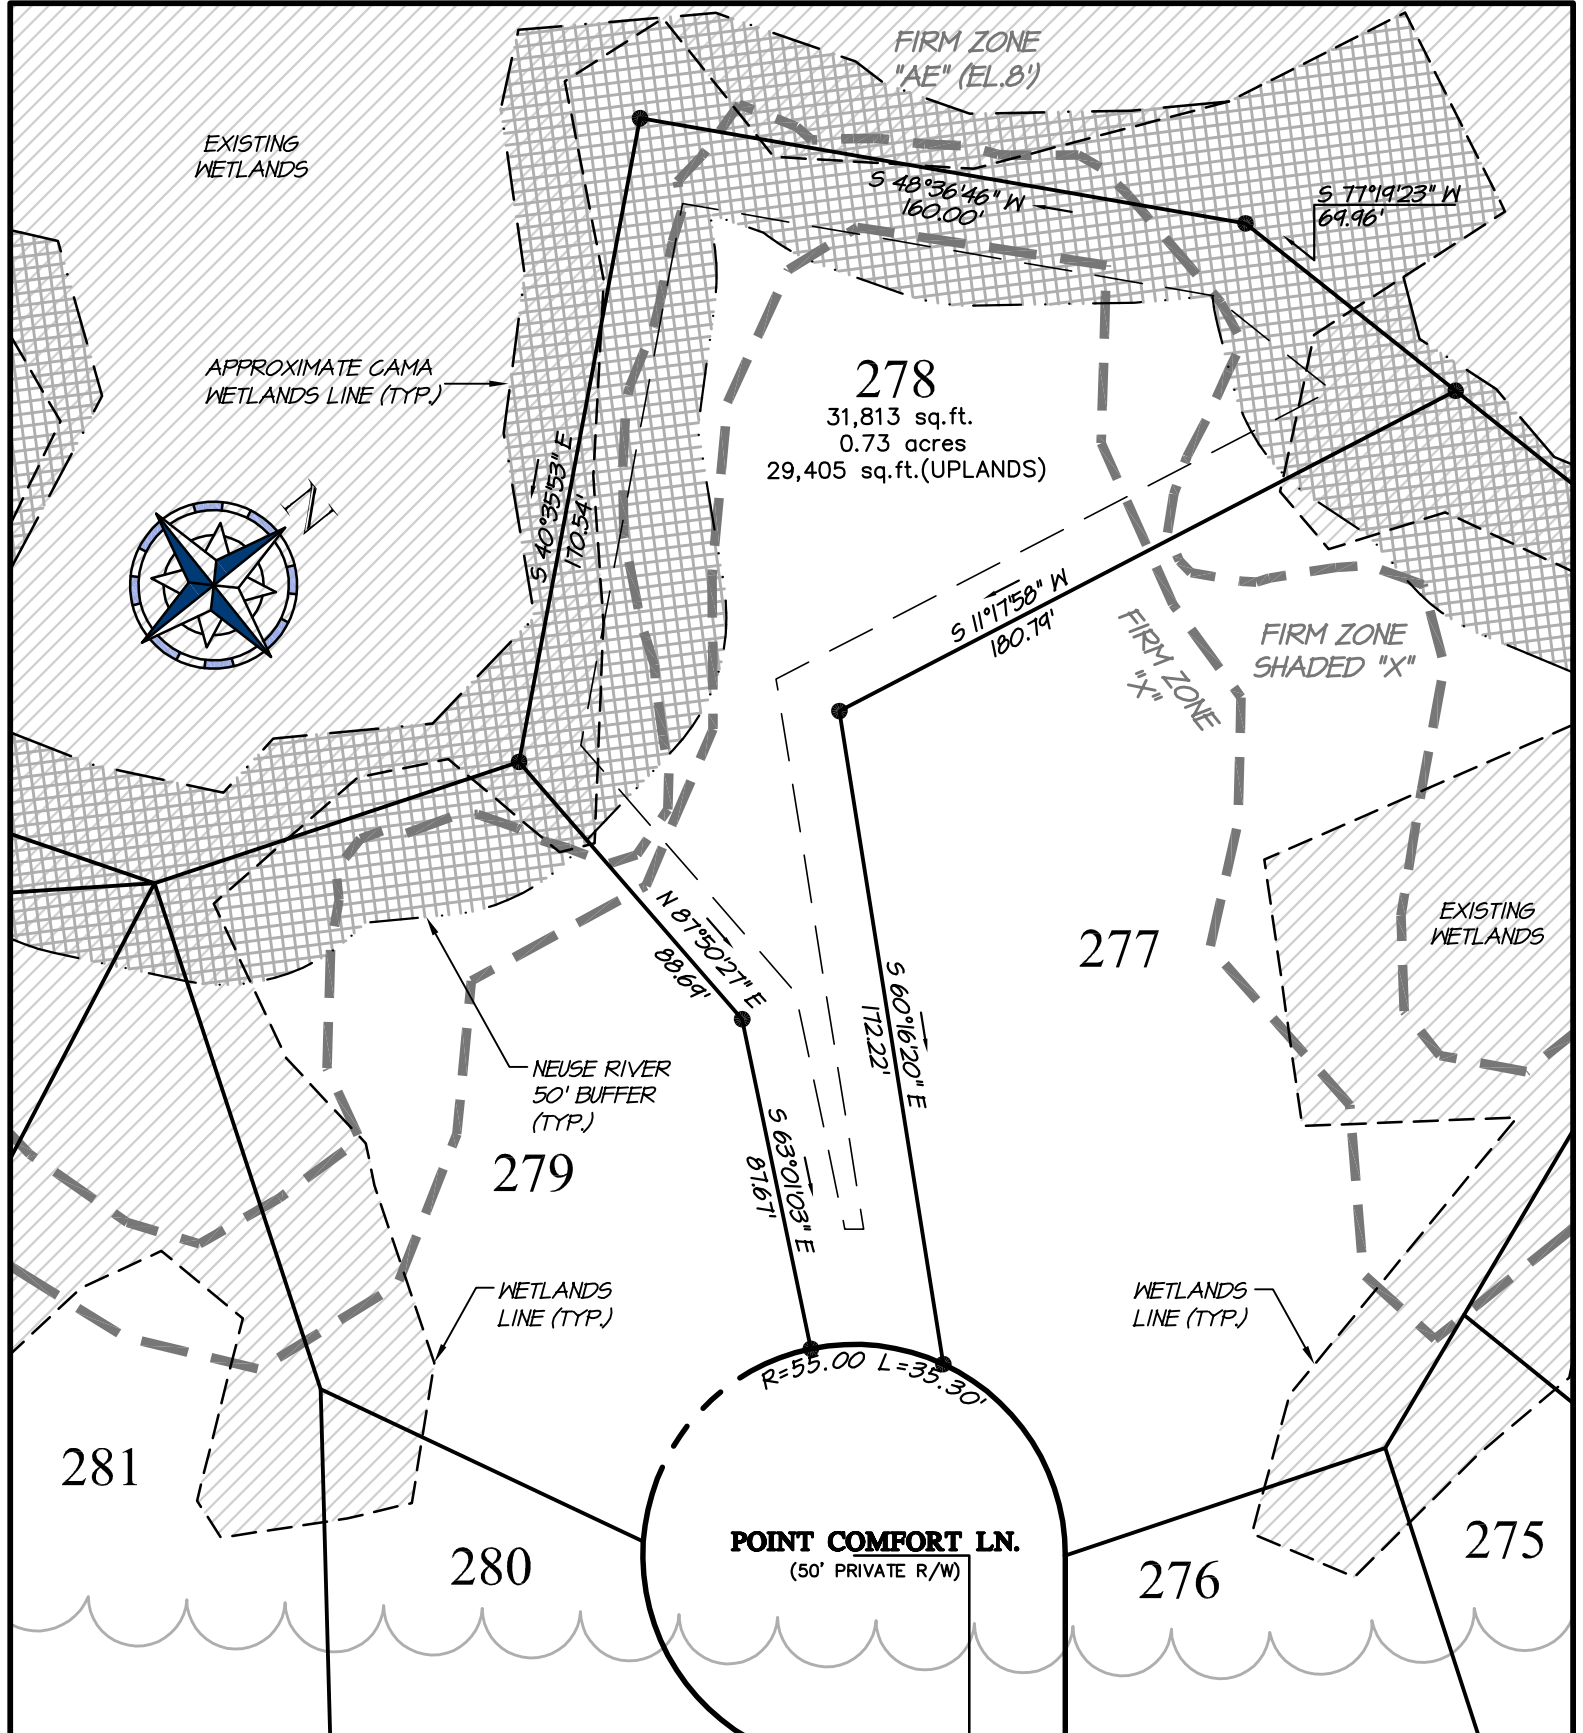 FIRM ZONE
"AE" (EL.8')
EXISTING
WETLANDS
S 48°36'46" W
160.00'
S 77°19'23" W
69.96'
APPROXIMATE CAMA
WETLANDS LINE (TYP.)
278
31,813 sq.ft.
0.73 acres
29,405 sq.ft.(UPLANDS)
S 40°35'53" E
170.54'
N
S 11°17'58" W
180.79'
FIRM ZONE
"X"
FIRM ZONE
SHADED "X"
N 87°50'27" E
88.69'
277
EXISTING
WETLANDS
S 60°16'20" E
172.22'
NEUSE RIVER
50' BUFFER
(TYP.)
S 63°01'03" E
87.67'
279
WETLANDS
LINE (TYP.)
WETLANDS
LINE (TYP.)
R=55.00 L=35.30'
281
POINT COMFORT LN.
(50' PRIVATE R/W)
280
276
275